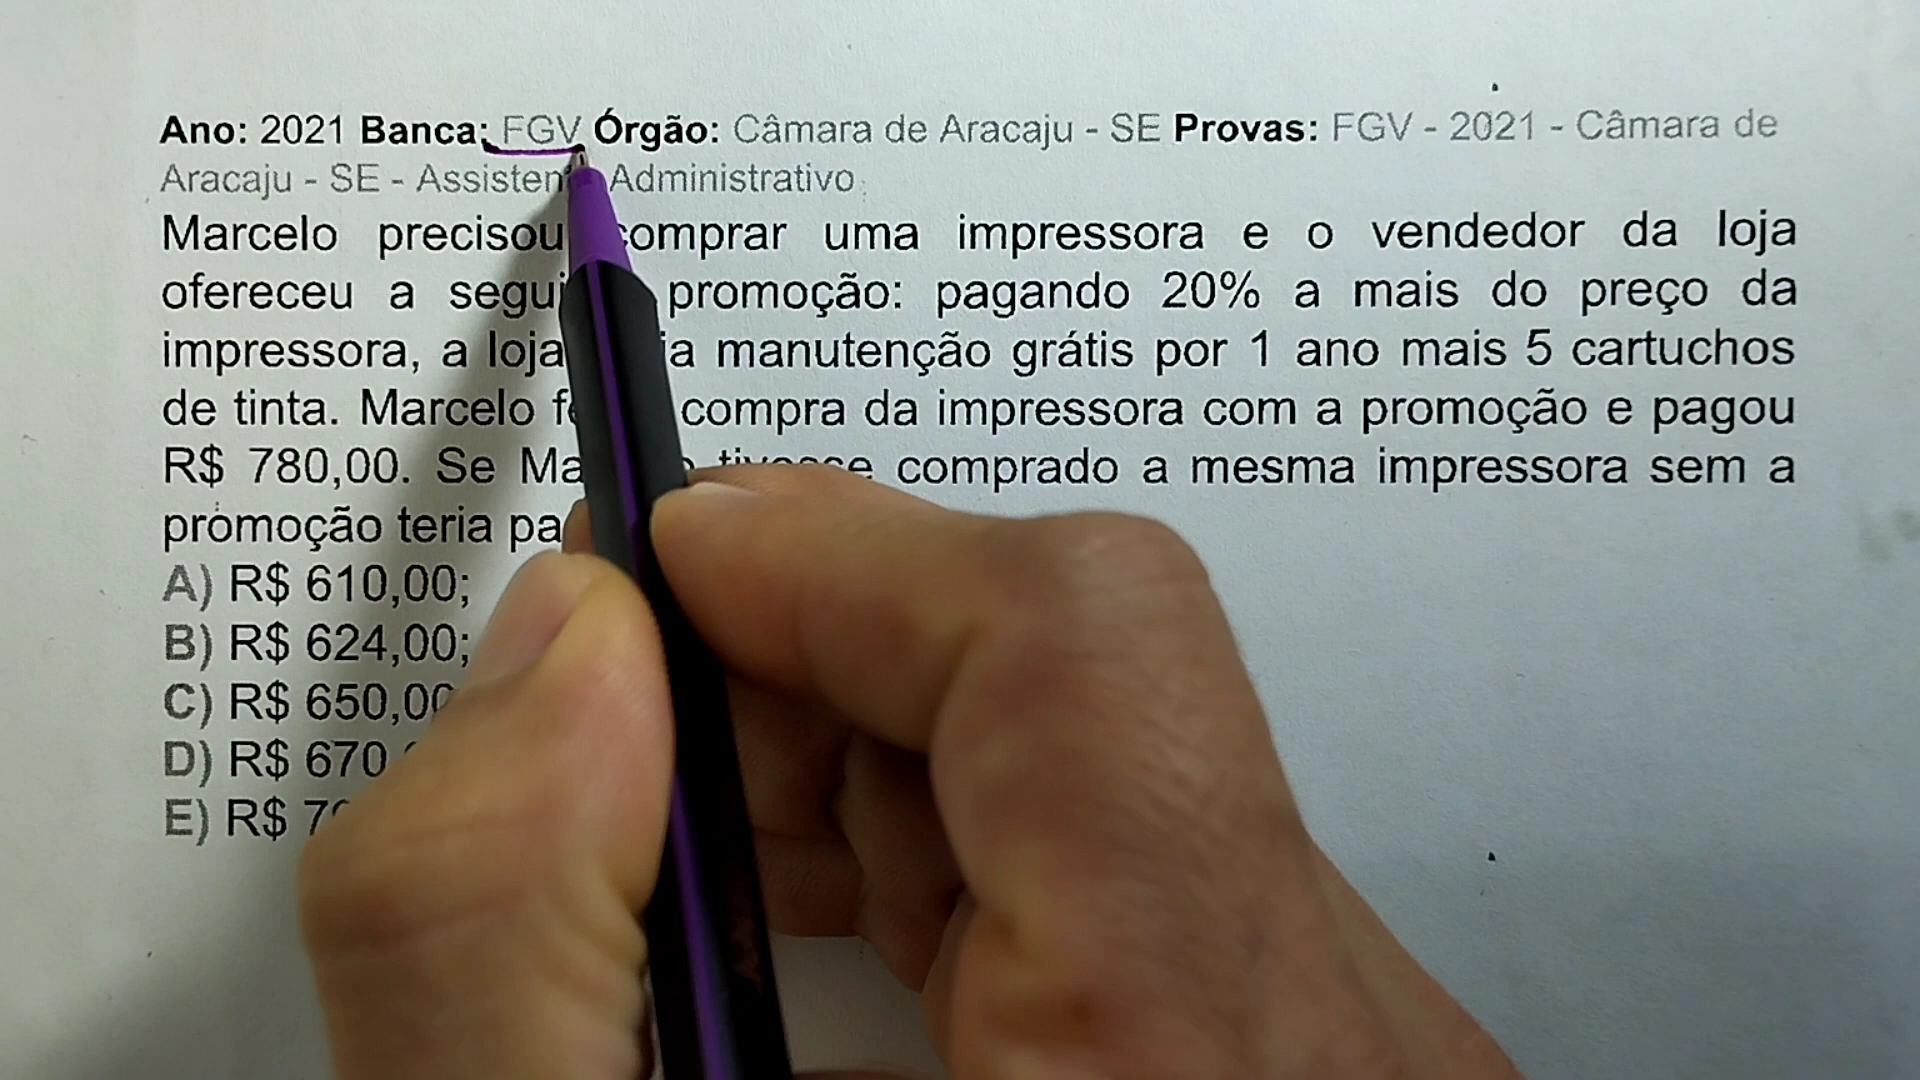 Ano: 2021 Banca: FGV Órgão: Câmara de Aracaju - SE Provas: FGV - 2021 - Câmara de
Aracaju - SE - Assisten Administrativo
Marcelo precisou comprar uma impressora e o vendedor da loja
ofereceu a segui promoção: pagando 20% a mais do preço da
impressora, a loja manutenção grátis por 1 ano mais 5 cartuchos
de tinta. Marcelo compra da impressora com a promoção e pagou
R$ 780,00. Se comprado a mesma impressora sem a
promoção teria
A) R$ 610,00;
B) R$ 624,00;
C) R$ 650,00
D) R$ 670
E) R$